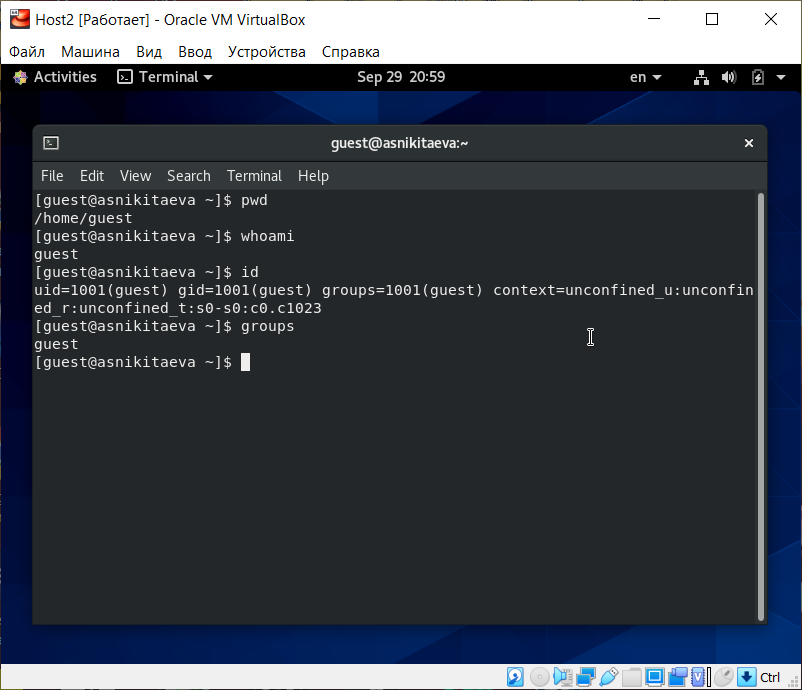 Host2 [Работает] - Oracle VM VirtualBox
Файл Машина Вид Ввод Устройства Справка
Activities Terminal Sep 29 20:59 en
guest@asnikitaeva:~
File Edit View Search Terminal Help
[guest@asnikitaeva ~]$ pwd
/home/guest
[guest@asnikitaeva ~]$ whoami
guest
[guest@asnikitaeva ~]$ id
uid=1001(guest) gid=1001(guest) groups=1001(guest) context=unconfined_u:unconfin
ed_r:unconfined_t:s0-s0:c0.c1023
[guest@asnikitaeva ~]$ groups
guest
[guest@asnikitaeva ~]$
Ctrl